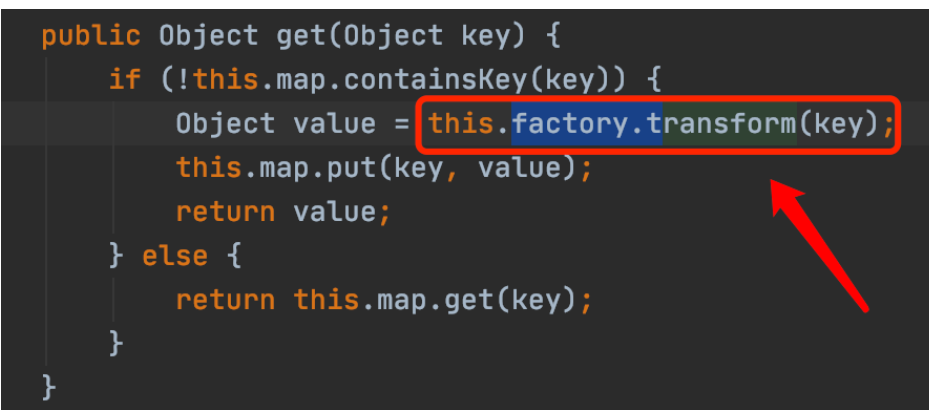 public Object get(Object key) {
if (!this.map.containsKey(key)) {
Object value = this.factory.transform(key);
this.map.put(key, value);
return value;
} else {
return this.map.get(key);
}
}